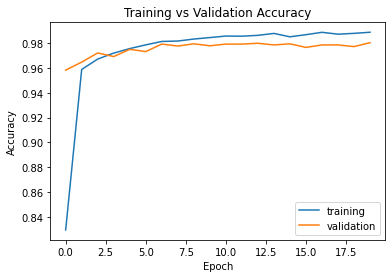 Training vs Validation Accuracy
Accuracy
0.98
0.96
0.94
0.92
0.90
0.88
0.86
0.84
training
validation
0.0 2.5 5.0 7.5 10.0 12.5 15.0 17.5
Epoch